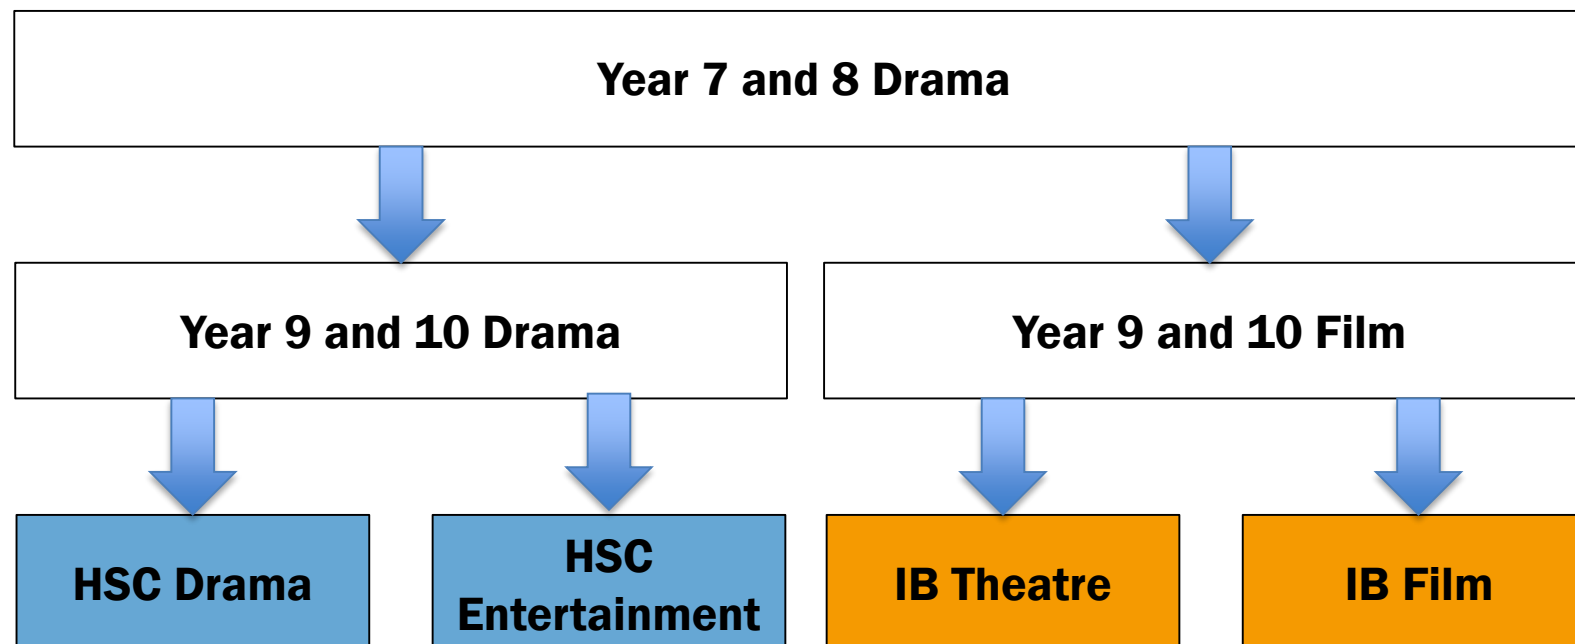 Year 7 and 8 Drama
Year 9 and 10 Drama
Year 9 and 10 Film
HSC Drama
HSC
Entertainment
IB Theatre
IB Film